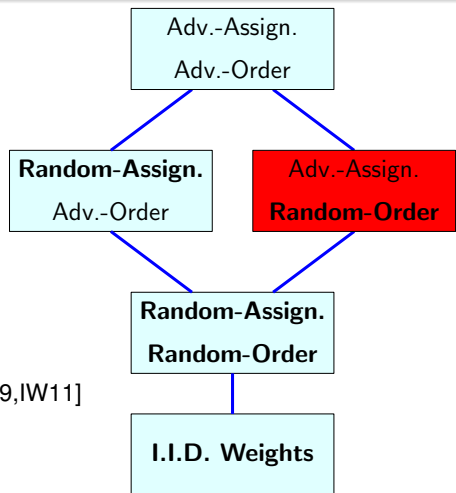 Adv.-Assign.
Adv.-Order
Random-Assign.
Adv.-Order
Adv.-Assign.
Random-Order
Random-Assign.
Random-Order
9,IW11]
I.I.D. Weights